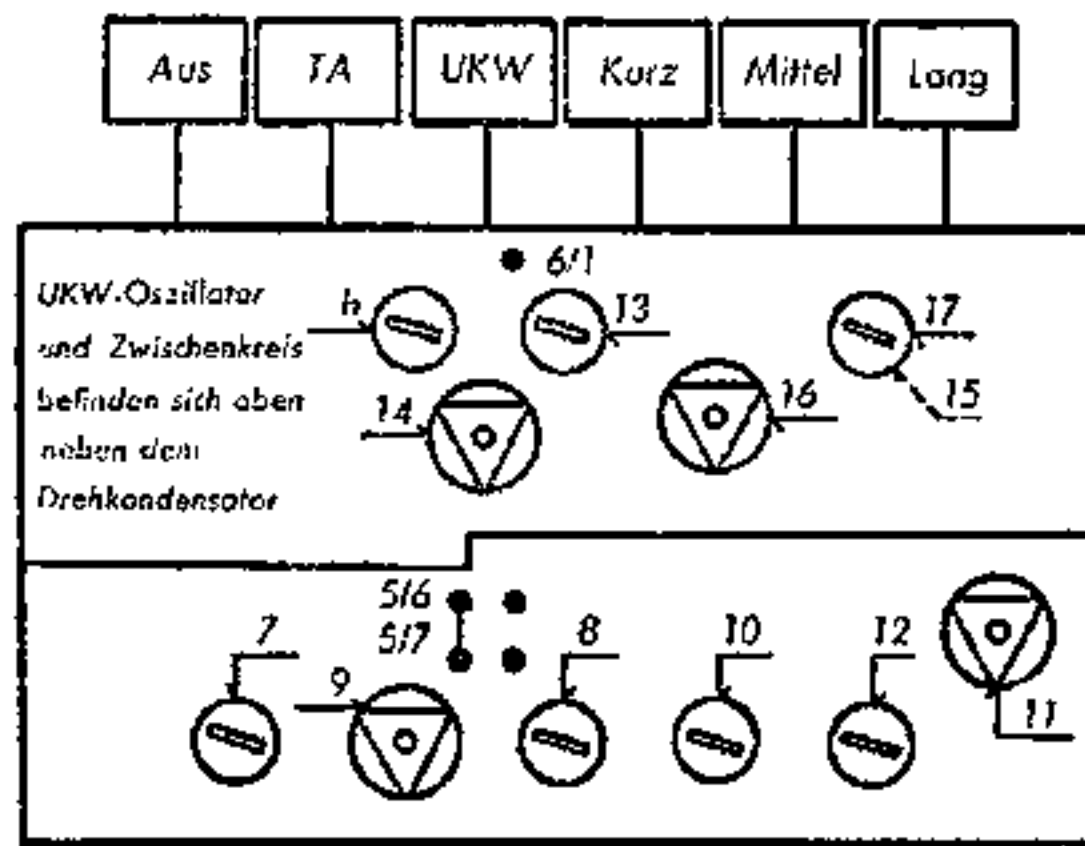 Aus TA UKW Kurz Mittel Lang
6/1
UKW-Oszillator
und Zwischenkreis
befinden sich oben
neben dem
Drehkondensator
h 13 17
14 16 15
5/6
5/7
7 8 10 12
9 11